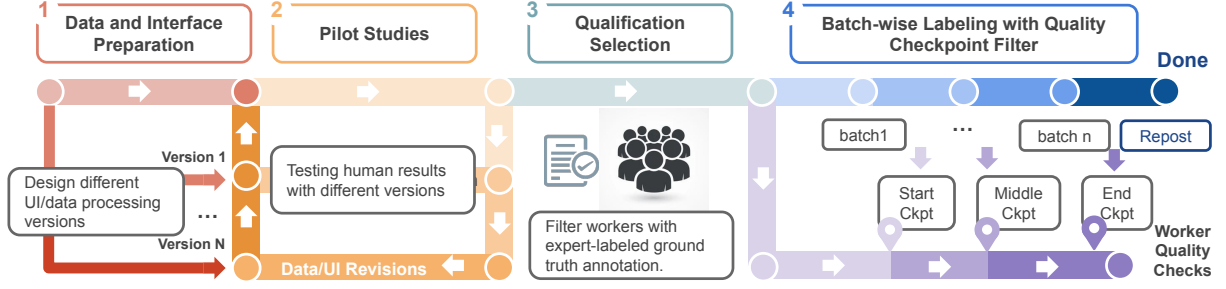 1
Data and Interface
Preparation
2
Pilot Studies
3
Qualification
Selection
4
Batch-wise Labeling with Quality
Checkpoint Filter
Done
Version 1
Design different
UI/data processing
versions
...
Version N
Testing human results
with different versions
Data/UI Revisions
Filter workers with
expert-labeled ground
truth annotation.
batch1
...
batch n
Repost
Start
Ckpt
Middle
Ckpt
End
Ckpt
Worker
Quality
Checks